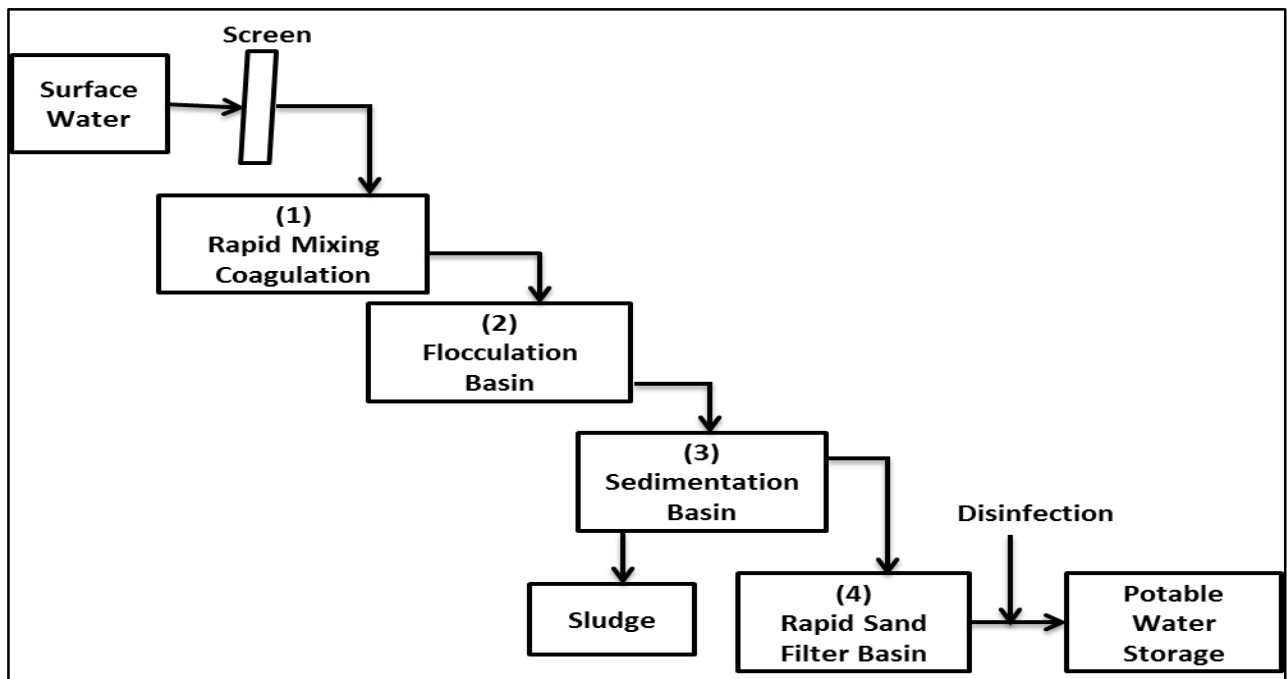 Screen
Surface
Water
(1)
Rapid Mixing
Coagulation
(2)
Flocculation
Basin
(3)
Sedimentation
Basin
Disinfection
Sludge
(4)
Rapid Sand
Filter Basin
Potable
Water
Storage